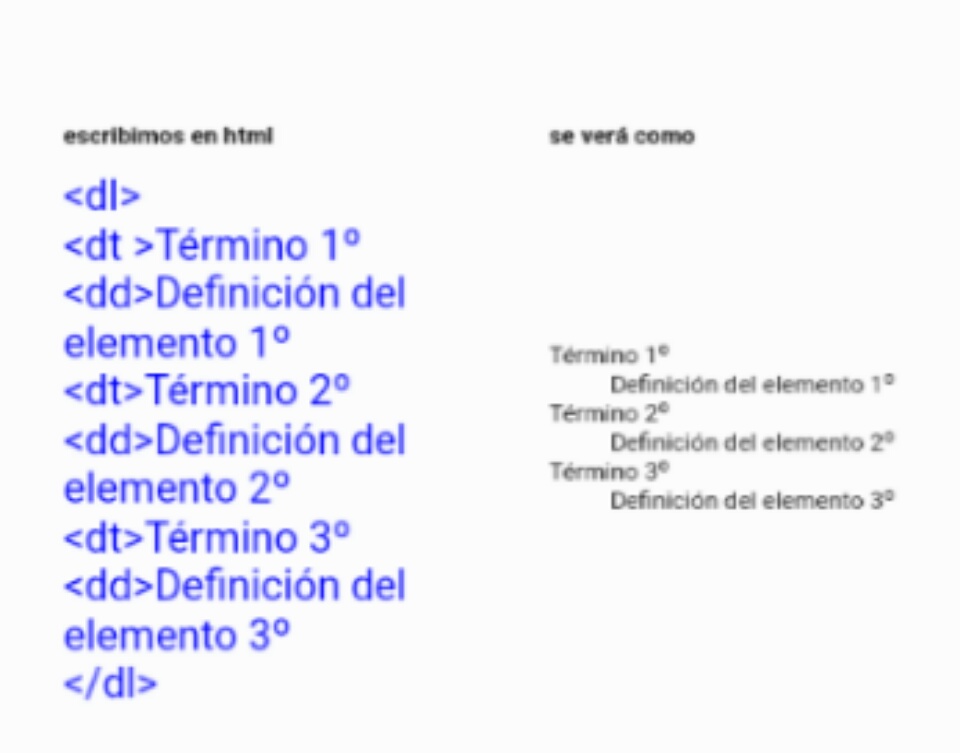 escribimos en html
se verá como
<dl>
<dt >Término 1º
<dd>Definición del
elemento 1º
<dt>Término 2º
<dd>Definición del
elemento 2º
<dt>Término 3º
<dd>Definición del
elemento 3º
</dl>
Término 1º
Definición del elemento 1º
Término 2º
Definición del elemento 2º
Término 3º
Definición del elemento 3º